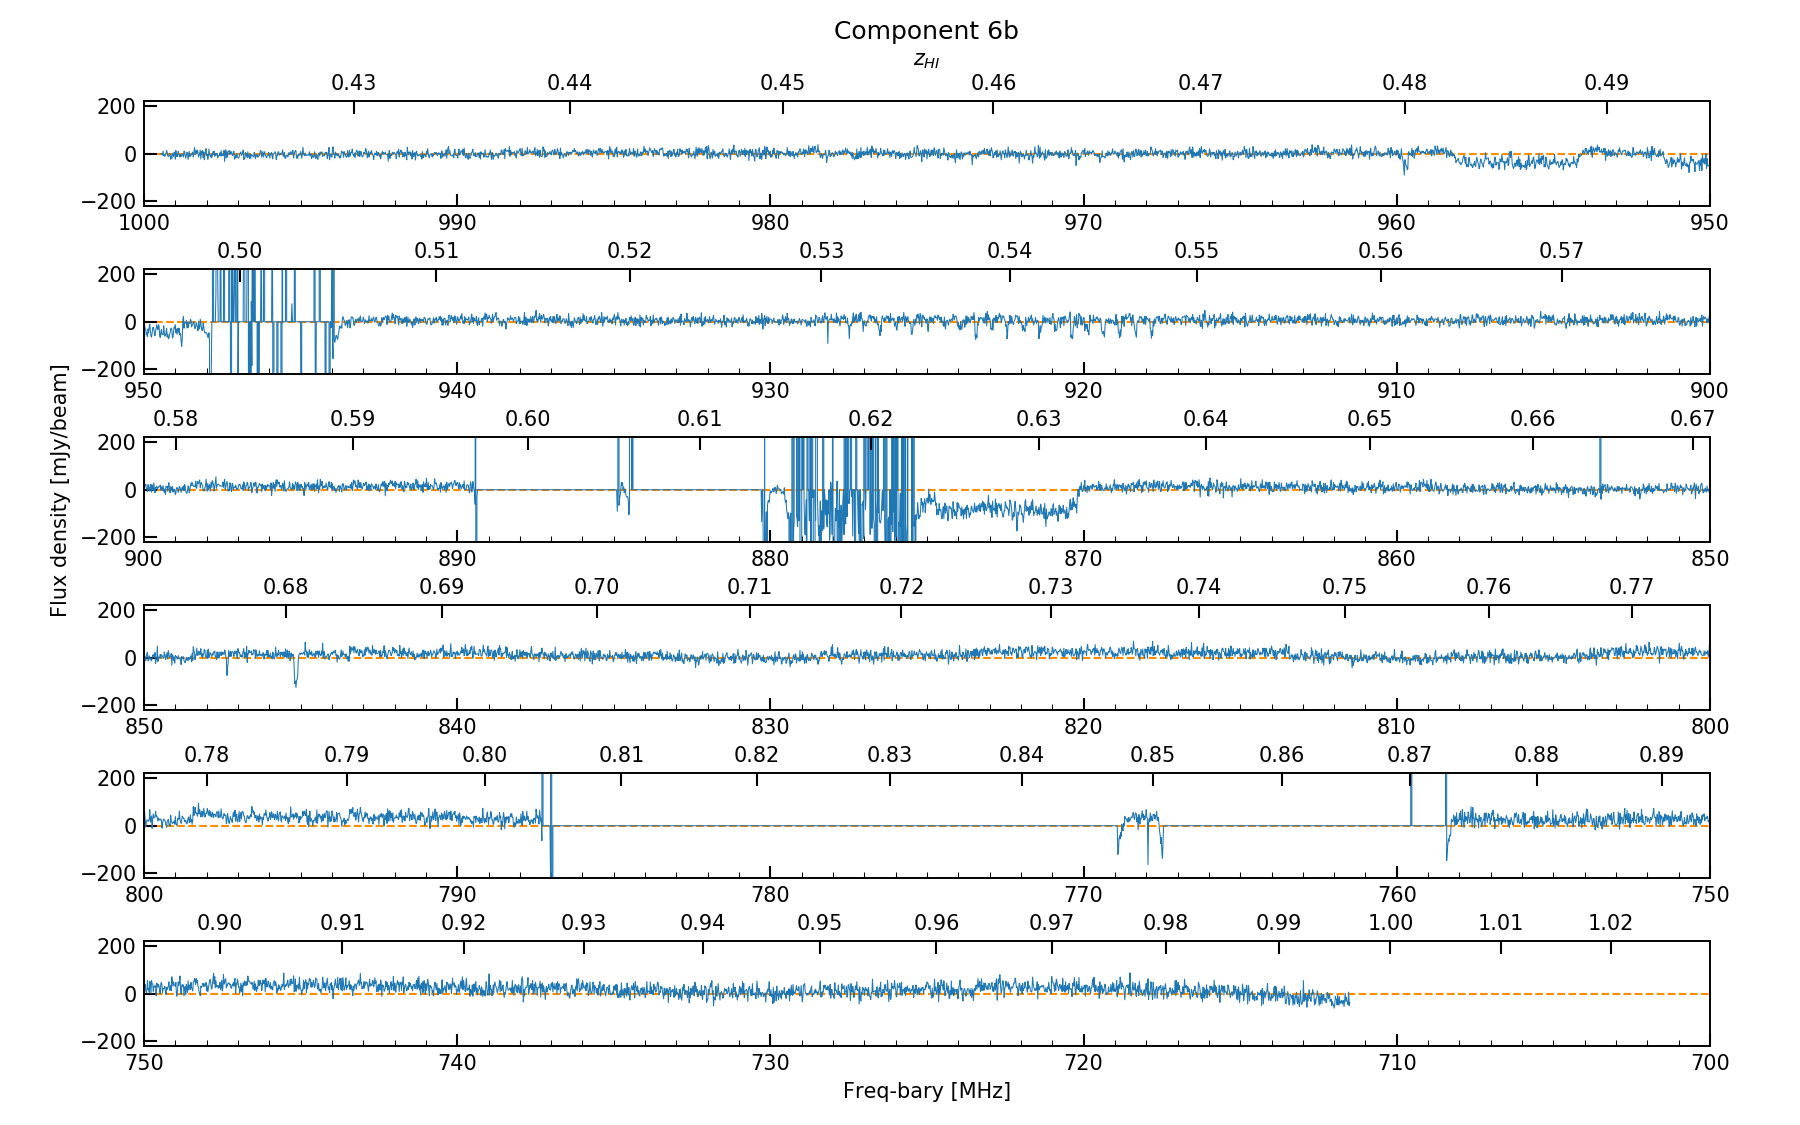 Component 6b
z_HI
0.43 0.44 0.45 0.46 0.47 0.48 0.49
200
0
−200
1000 990 980 970 960 950
0.50 0.51 0.52 0.53 0.54 0.55 0.56 0.57
200
0
−200
950 940 930 920 910 900
0.58 0.59 0.60 0.61 0.62 0.63 0.64 0.65 0.66 0.67
200
0
−200
900 890 880 870 860 850
Flux density [mJy/beam]
0.68 0.69 0.70 0.71 0.72 0.73 0.74 0.75 0.76 0.77
200
0
−200
850 840 830 820 810 800
0.78 0.79 0.80 0.81 0.82 0.83 0.84 0.85 0.86 0.87 0.88 0.89
200
0
−200
800 790 780 770 760 750
0.90 0.91 0.92 0.93 0.94 0.95 0.96 0.97 0.98 0.99 1.00 1.01 1.02
200
0
−200
750 740 730 720 710 700
Freq-bary [MHz]